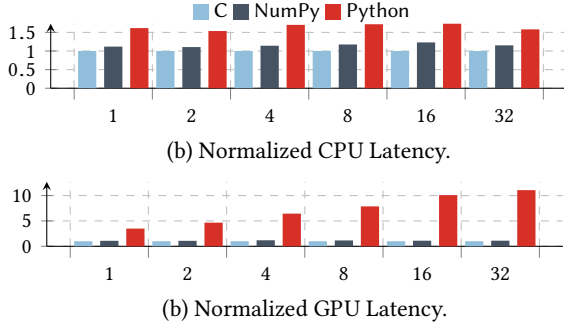 C NumPy Python
1.5
1
0.5
0
1 2 4 8 16 32
(b) Normalized CPU Latency.
10
5
0
1 2 4 8 16 32
(b) Normalized GPU Latency.